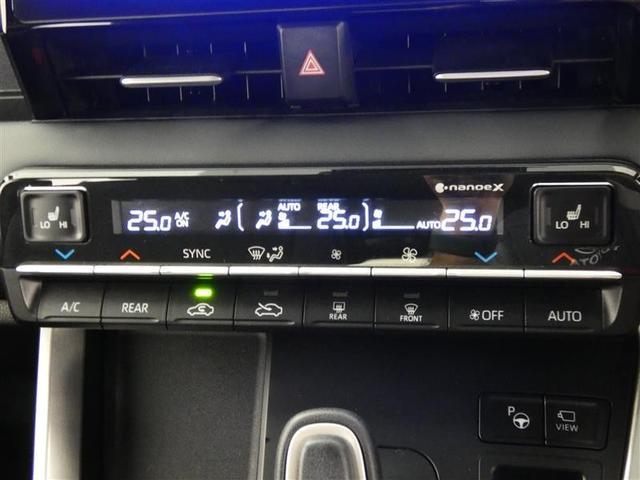 nanoeX
LO HI
25.0 A/C ON
AUTO REAR 25.0
AUTO 25.0
LO HI
SYNC
A/C
REAR
REAR
FRONT
OFF
AUTO
P
VIEW